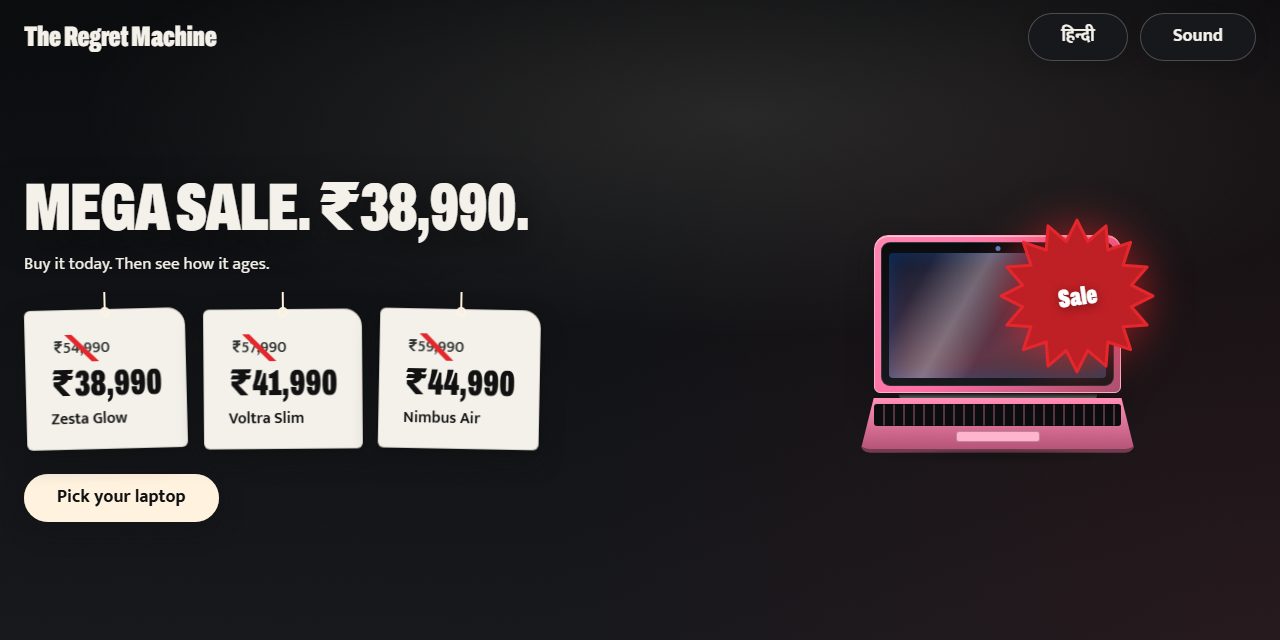 The Regret Machine
हिन्दी
Sound
MEGA SALE. ₹38,990.
Buy it today. Then see how it ages.
₹54,990
₹38,990
Zesta Glow
₹57,990
₹41,990
Voltra Slim
₹59,990
₹44,990
Nimbus Air
Sale
Pick your laptop